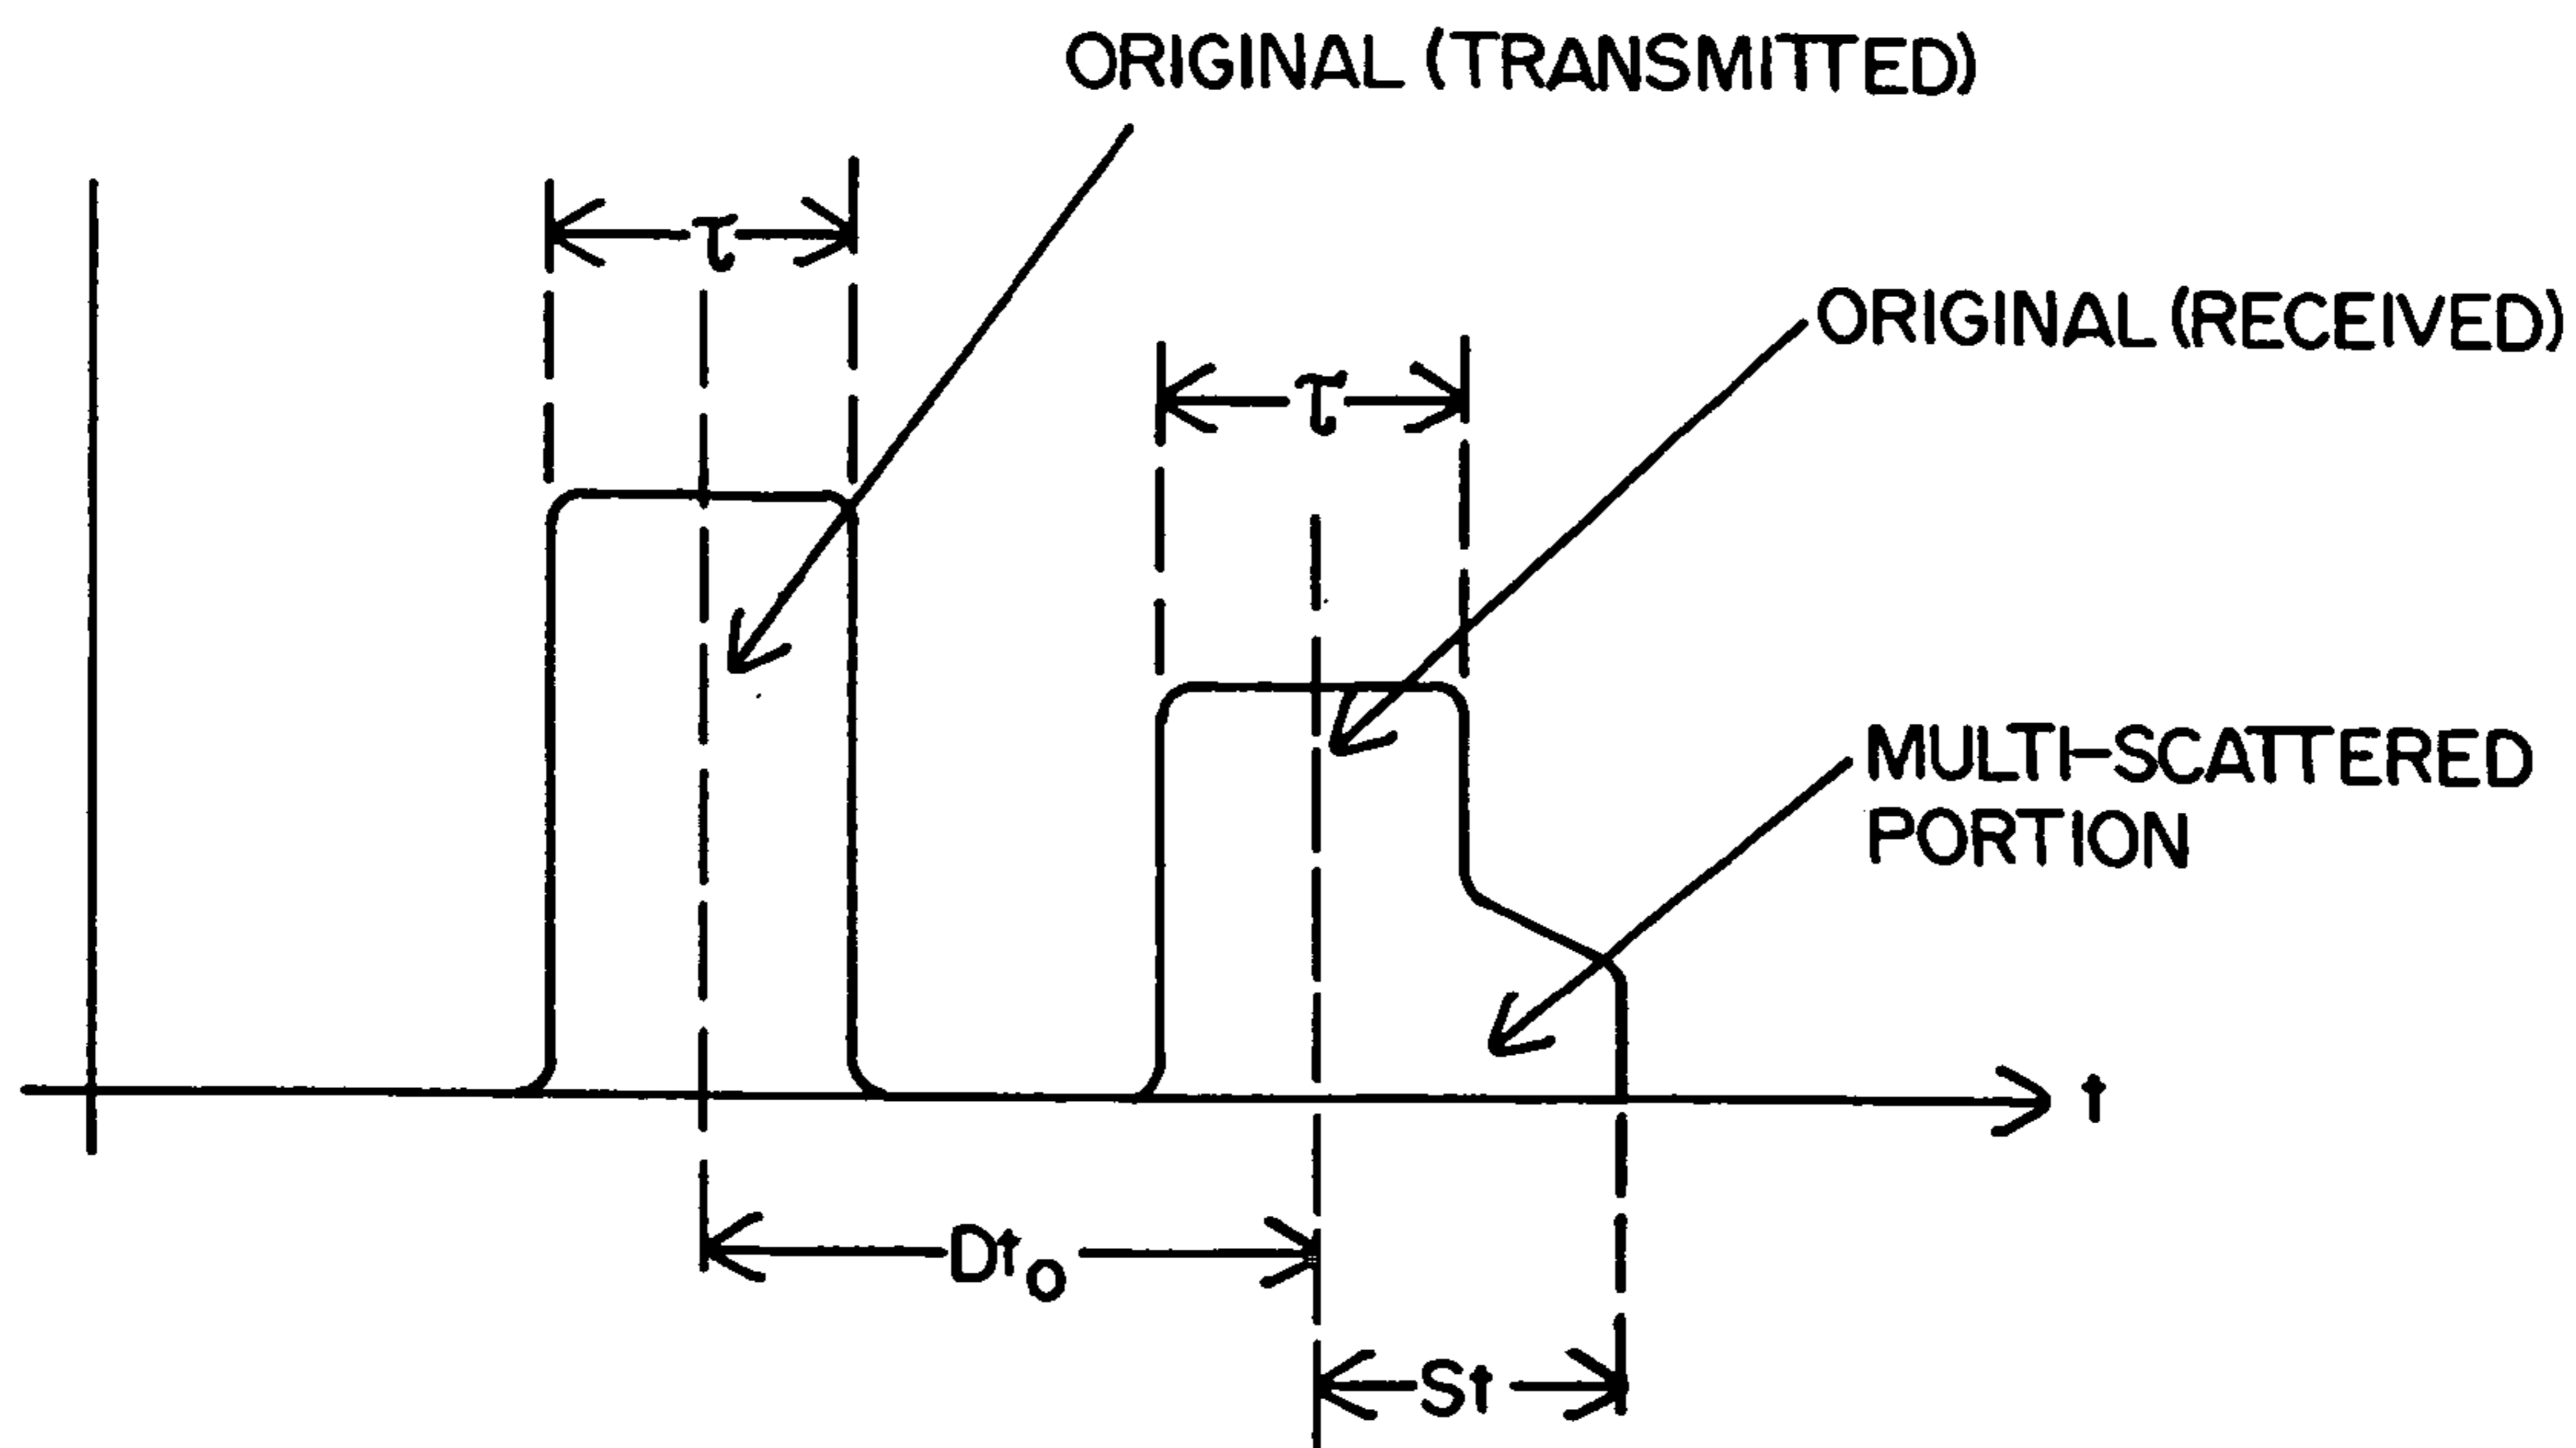 ORIGINAL (TRANSMITTED)
τ
ORIGINAL (RECEIVED)
τ
MULTI-SCATTERED
PORTION
t
Dt₀
St